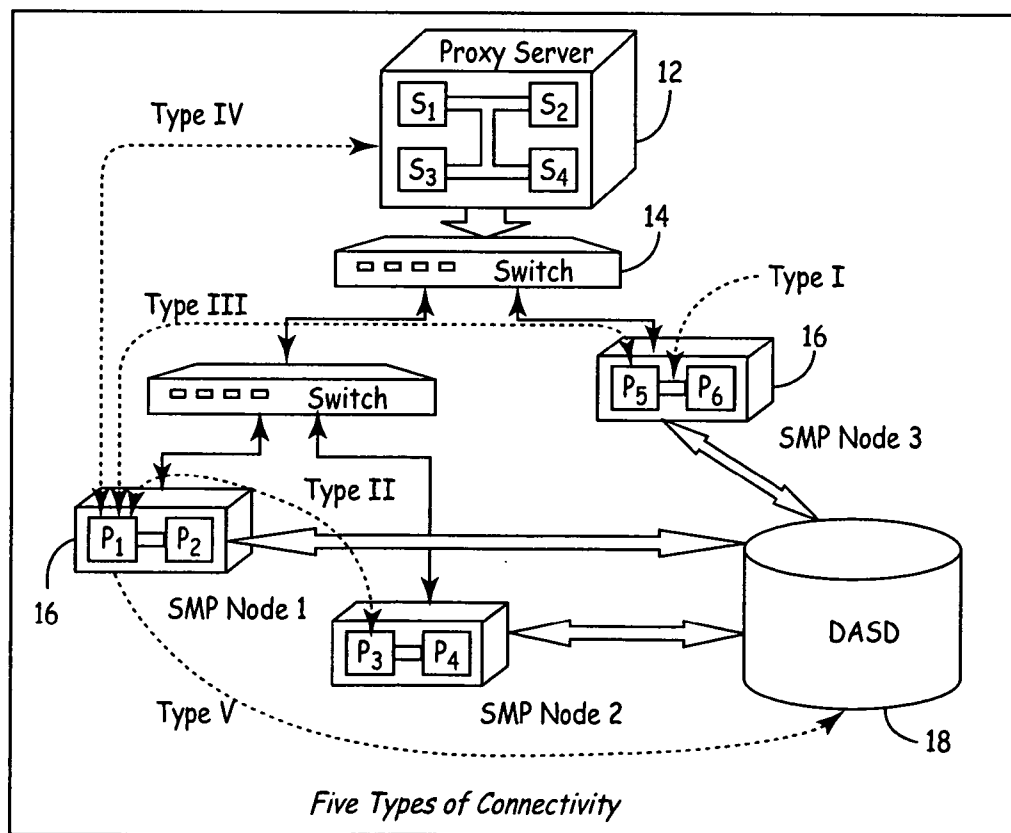 Proxy Server
12
S1
S2
Type IV
S3
S4
14
Switch
Type I
Type III
16
P5
P6
Switch
SMP Node 3
Type II
P1
P2
16
SMP Node 1
DASD
P3
P4
Type V
SMP Node 2
18
Five Types of Connectivity